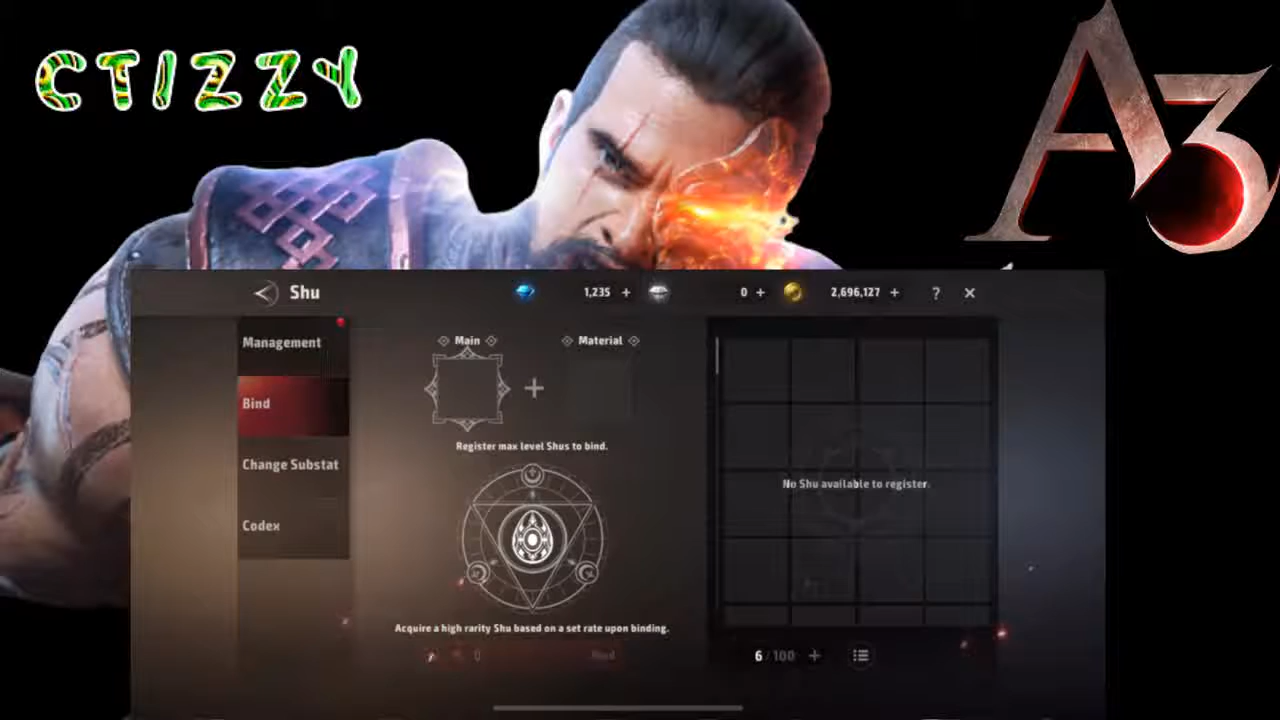 CTIZZY
A3
Shu
1,235 +
0 +
2,696,127 +
? ×
Management
Bind
Change Substat
Codex
Main
Material
+
Register max level Shus to bind.
Acquire a high rarity Shu based on a set rate upon binding.
0
Bind
No Shu available to register.
6 / 100 +